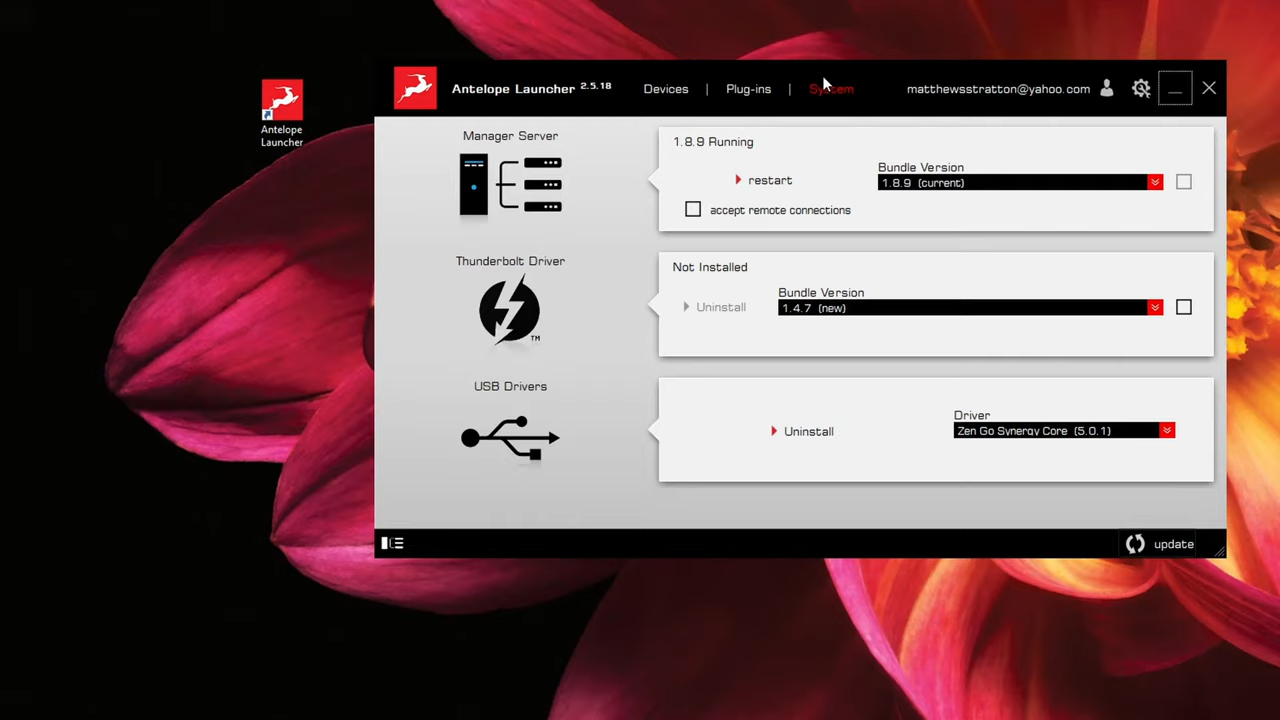 Antelope
Launcher
Antelope Launcher 2.5.18
Devices | Plug-ins | System
matthewsstratton@yahoo.com
Manager Server
1.8.9 Running
restart
Bundle Version
1.8.9 (current)
accept remote connections
Thunderbolt Driver
TM
Not Installed
Uninstall
Bundle Version
1.4.7 (new)
USB Drivers
Uninstall
Driver
Zen Go Synergy Core (5.0.1)
update